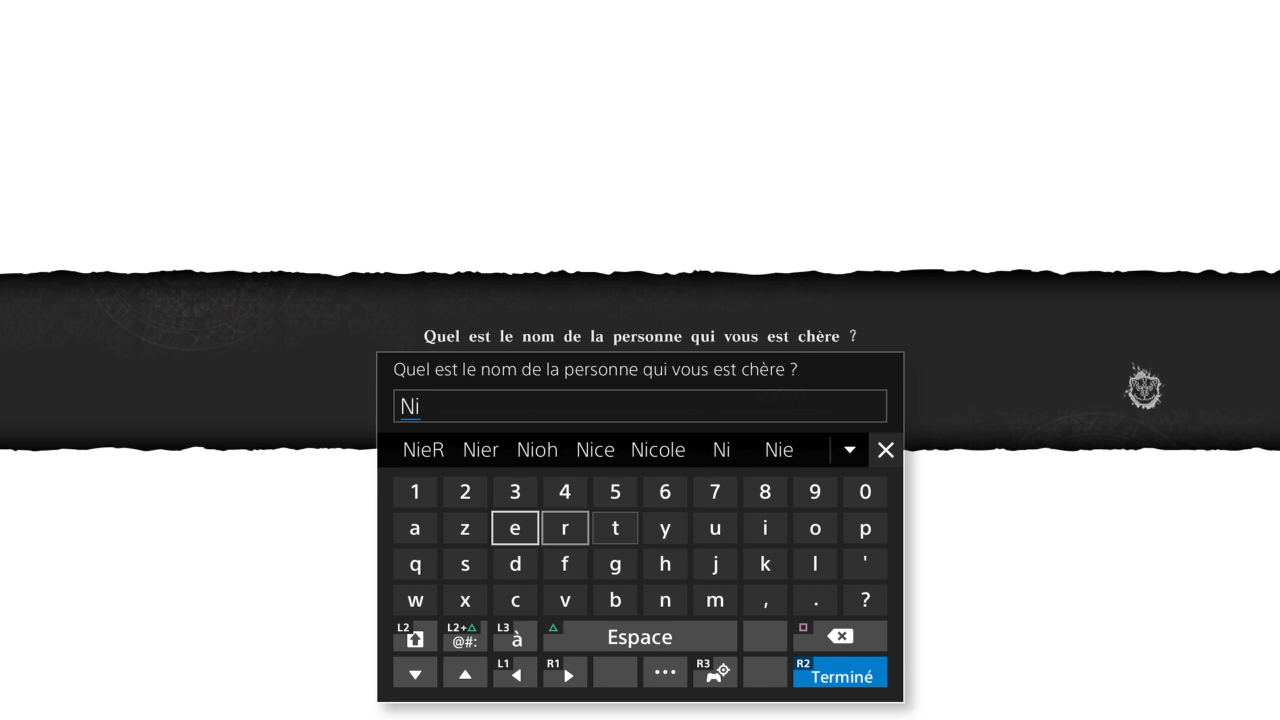 Quel est le nom de la personne qui vous est chère ?
Quel est le nom de la personne qui vous est chère ?
Ni
NieR Nier Nioh Nice Nicole Ni Nie
1 2 3 4 5 6 7 8 9 0
a z e r t y u i o p
q s d f g h j k l '
w x c v b n m , . ?
L2 L2+△ @#: L3 à △ Espace
L1 R1 ... R3 R2 Terminé